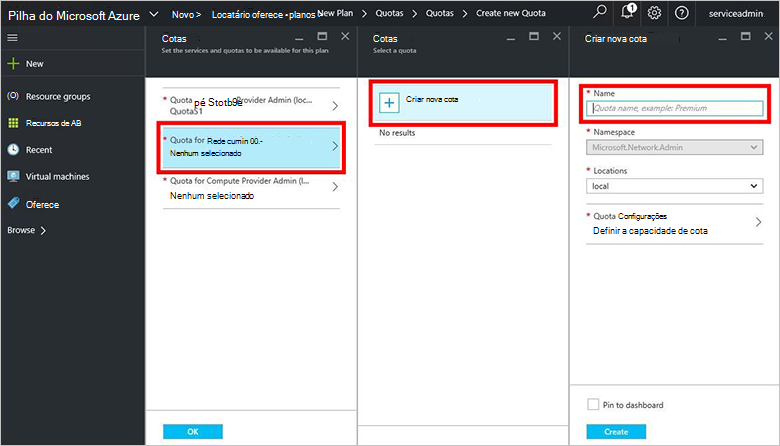 Pilha do Microsoft Azure
Novo > Locatário oferece -planos > New Plan > Quotas > Quotas > Create new Quota
1
serviceadmin
New
Resource groups
Recursos de AB
Recent
Virtual machines
Oferece
Browse >
Cotas
Set the services and quotas to be available for this plan
* Quota pé Stotb9e Provider Admin (loc...
QuotaS1
* Quota for Rede cumiin 00.-
Nenhum selecionado
* Quota for Compute Provider Admin (l...
Nenhum selecionado
OK
Cotas
Select a quota
Criar nova cota
No results
Criar nova cota
* Name
Quota name, example: Premium
* Namespace
Microsoft.Network.Admin
* Locations
local
* Quota Configurações
Definir a capacidade de cota
Pin to dashboard
Create